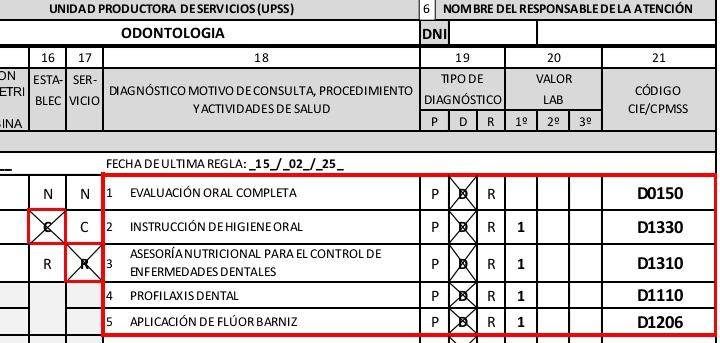 UNIDAD PRODUCTORA DE SERVICIOS (UPSS) 6 NOMBRE DEL RESPONSABLE DE LA ATENCIÓN
ODONTOLOGIA DNI
16 17 18 19 20 21
ON
ETRI
BINA
ESTA-
BLEC
SER-
VICIO
DIAGNÓSTICO MOTIVO DE CONSULTA, PROCEDIMIENTO
Y ACTIVIDADES DE SALUD
TIPO DE
DIAGNÓSTICO
VALOR
LAB
CÓDIGO
CIE/CPMSS
P D R 1º 2º 3º
FECHA DE ULTIMA REGLA: _15_/_02_/_25_
N N 1 EVALUACIÓN ORAL COMPLETA P D R D0150
C C 2 INSTRUCCIÓN DE HIGIENE ORAL P D R 1 D1330
R R 3 ASESORÍA NUTRICIONAL PARA EL CONTROL DE
ENFERMEDADES DENTALES P D R 1 D1310
4 PROFILAXIS DENTAL P D R 1 D1110
5 APLICACIÓN DE FLÚOR BARNIZ P D R 1 D1206